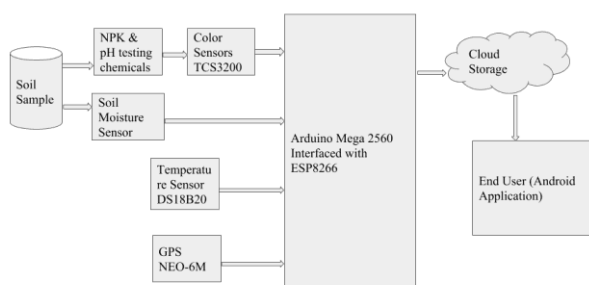 Soil
Sample
NPK &
pH testing
chemicals
Color
Sensors
TCS3200
Soil
Moisture
Sensor
Temperatu
re Sensor
DS18B20
GPS
NEO-6M
Arduino Mega 2560
Interfaced with
ESP8266
Cloud
Storage
End User (Android
Application)